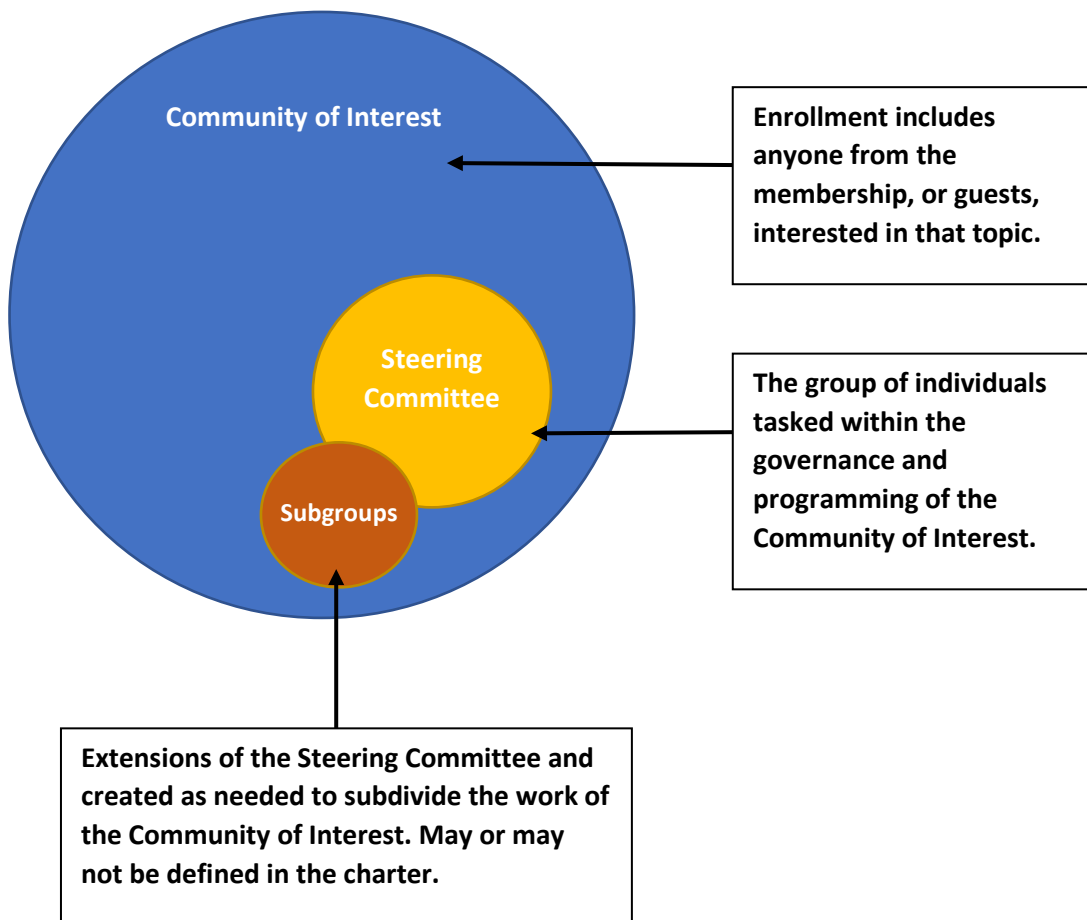 Community of Interest
Enrollment includes
anyone from the
membership, or guests,
interested in that topic.
Steering
Committee
The group of individuals
tasked within the
governance and
programming of the
Community of Interest.
Subgroups
Extensions of the Steering Committee and
created as needed to subdivide the work of
the Community of Interest. May or may
not be defined in the charter.